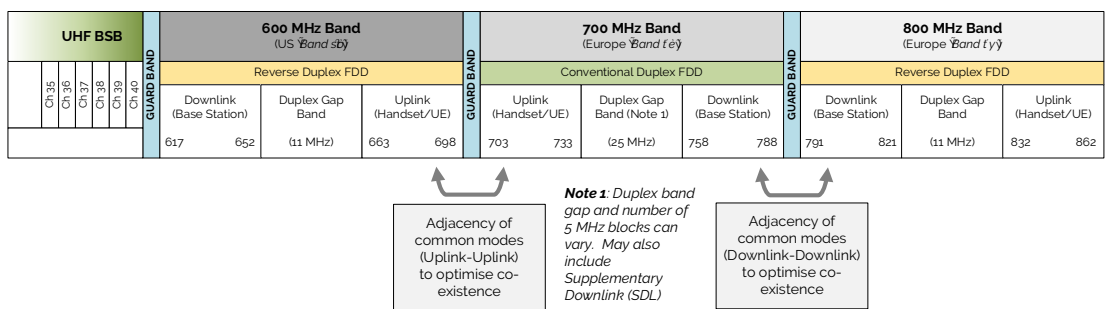 UHF BSB
Ch 35
Ch 36
Ch 37
Ch 38
Ch 39
Ch 40
GUARD BAND
600 MHz Band
(US Band
Reverse Duplex FDD
Downlink
(Base Station)
617 652
Duplex Gap
Band
(11 MHz)
Uplink
(Handset/UE)
663 698
GUARD BAND
700 MHz Band
(Europe Band
Conventional Duplex FDD
Uplink
(Handset/UE)
703 733
Duplex Gap
Band (Note 1)
(25 MHz)
Downlink
(Base Station)
758 788
GUARD BAND
800 MHz Band
(Europe Band
Reverse Duplex FDD
Downlink
(Base Station)
791 821
Duplex Gap
Band
(11 MHz)
Uplink
(Handset/UE)
832 862
Adjacency of
common modes
(Uplink-Uplink)
to optimise co-
existence
Note 1: Duplex band
gap and number of
5 MHz blocks can
vary. May also
include
Supplementary
Downlink (SDL)
Adjacency of
common modes
(Downlink-Downlink)
to optimise co-
existence